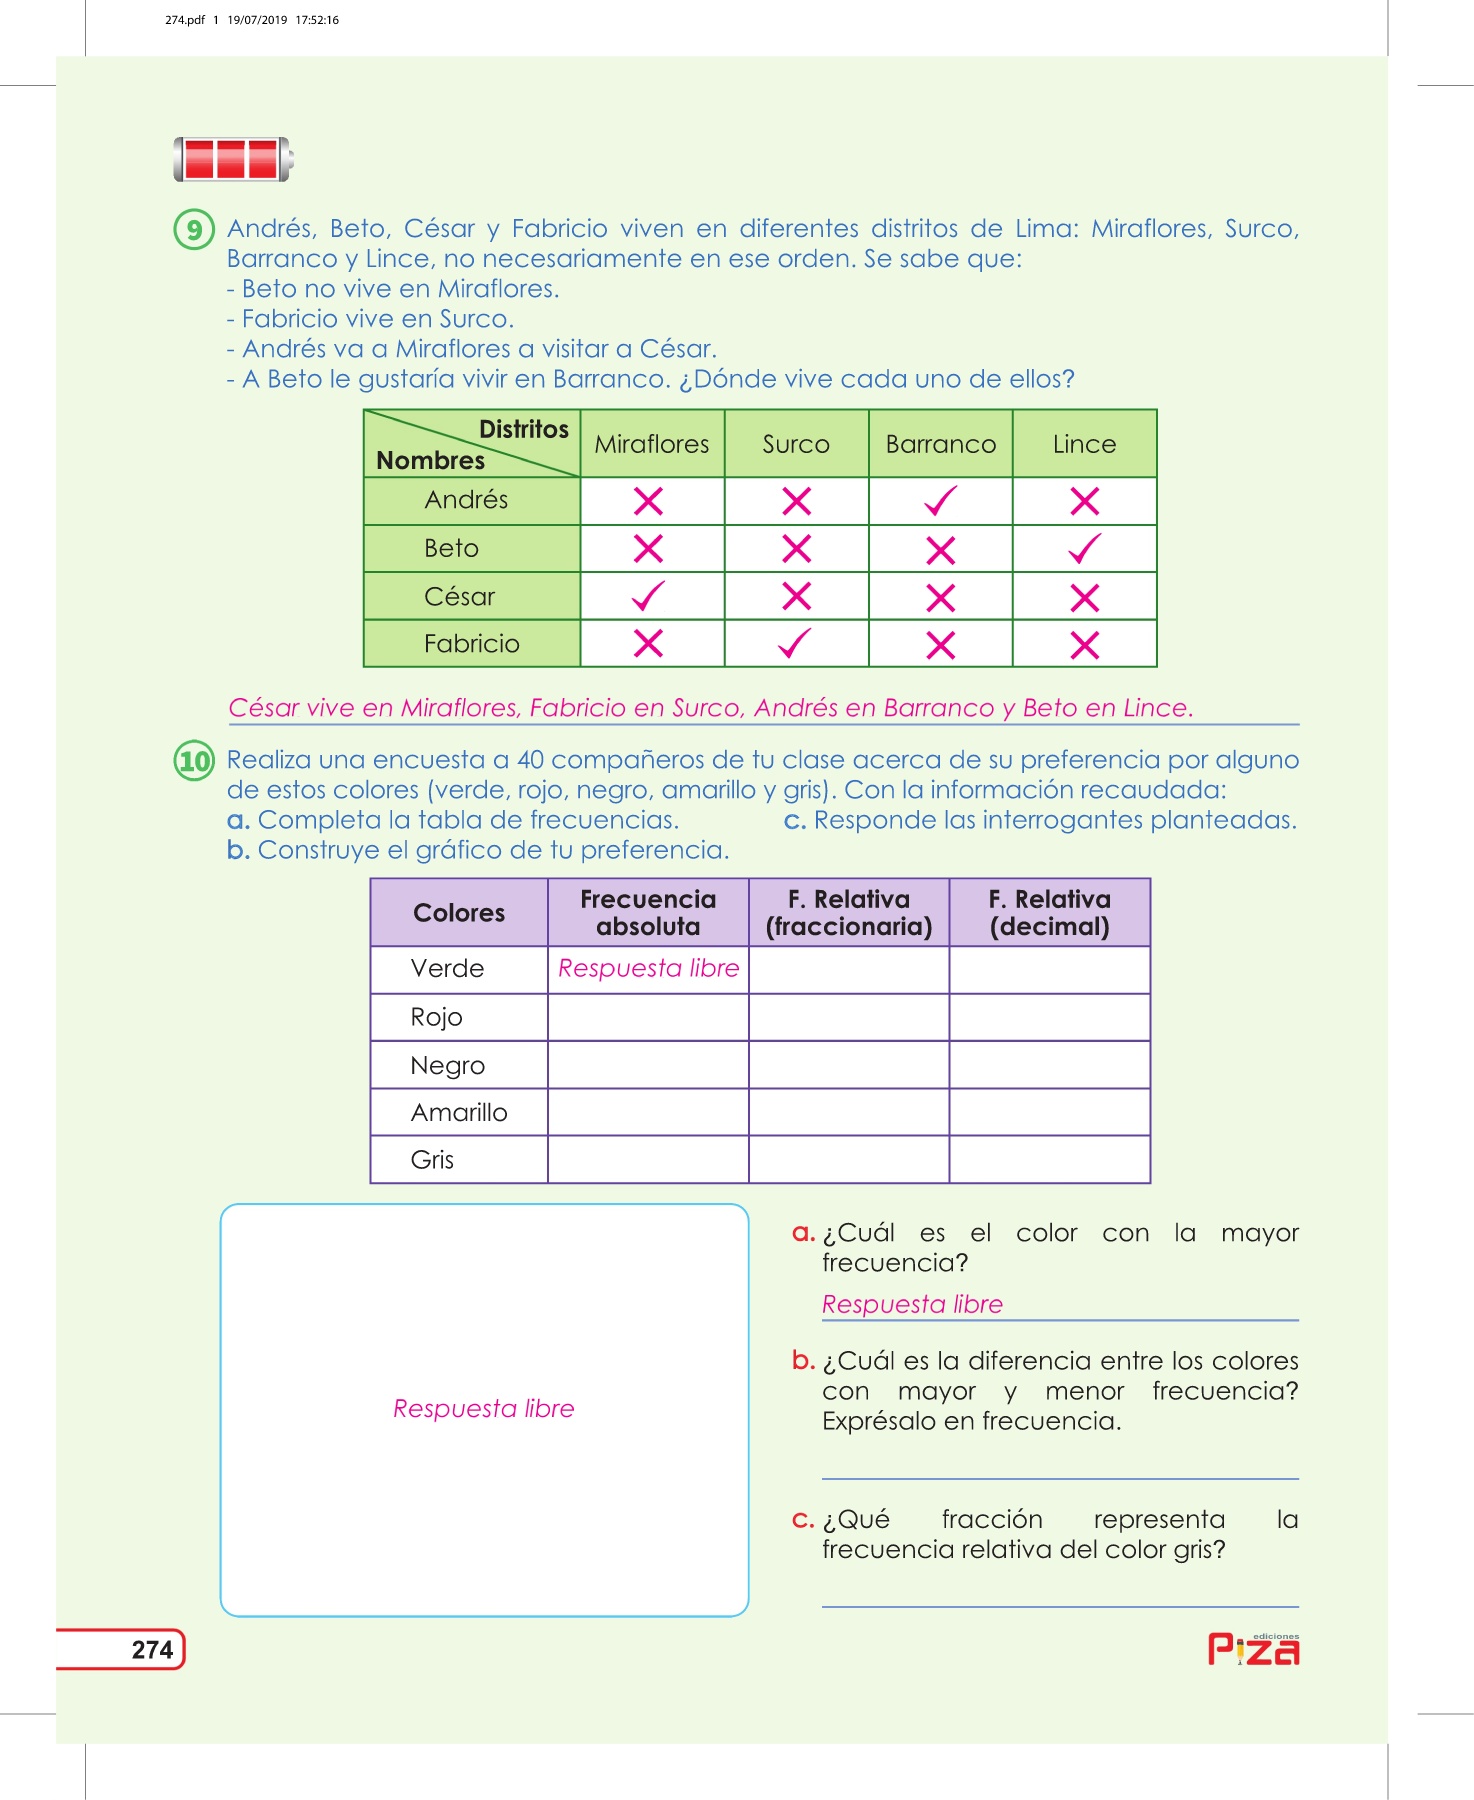 274.pdf 1 19/07/2019 17:52:16
9 Andrés, Beto, César y Fabricio viven en diferentes distritos de Lima: Miraflores, Surco,
Barranco y Lince, no necesariamente en ese orden. Se sabe que:
- Beto no vive en Miraflores.
- Fabricio vive en Surco.
- Andrés va a Miraflores a visitar a César.
- A Beto le gustaría vivir en Barranco. ¿Dónde vive cada uno de ellos?
Distritos
Nombres
Miraflores Surco Barranco Lince
Andrés
Beto
César
Fabricio
César vive en Miraflores, Fabricio en Surco, Andrés en Barranco y Beto en Lince.
10 Realiza una encuesta a 40 compañeros de tu clase acerca de su preferencia por alguno
de estos colores (verde, rojo, negro, amarillo y gris). Con la información recaudada:
a. Completa la tabla de frecuencias. c. Responde las interrogantes planteadas.
b. Construye el gráfico de tu preferencia.
Colores Frecuencia absoluta F. Relativa (fraccionaria) F. Relativa (decimal)
Verde Respuesta libre
Rojo
Negro
Amarillo
Gris
Respuesta libre
a. ¿Cuál es el color con la mayor
frecuencia?
Respuesta libre
b. ¿Cuál es la diferencia entre los colores
con mayor y menor frecuencia?
Exprésalo en frecuencia.
c. ¿Qué fracción representa la
frecuencia relativa del color gris?
274
ediciones
Piza